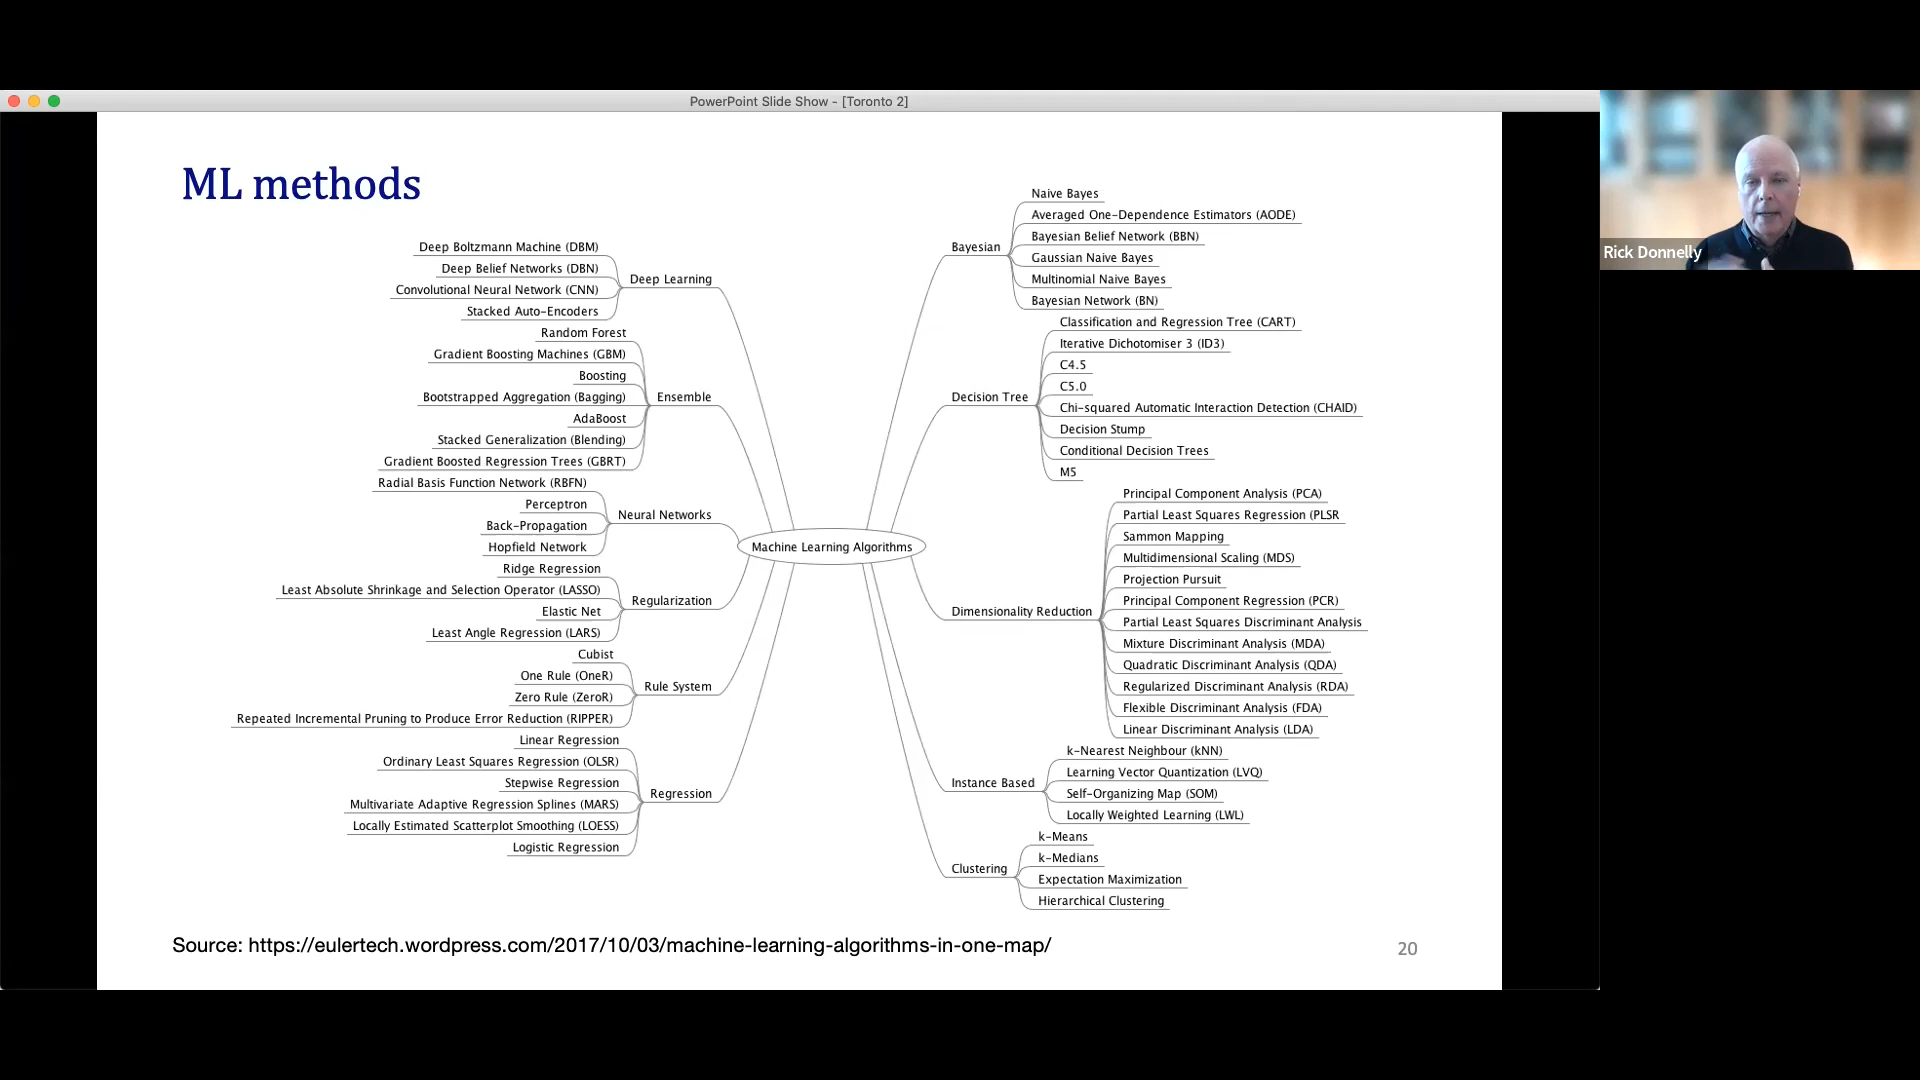 PowerPoint Slide Show - [Toronto 2]
ML methods
Deep Boltzmann Machine (DBM)
Deep Belief Networks (DBN)
Convolutional Neural Network (CNN)
Stacked Auto-Encoders
Deep Learning
Random Forest
Gradient Boosting Machines (GBM)
Boosting
Bootstrapped Aggregation (Bagging)
AdaBoost
Stacked Generalization (Blending)
Gradient Boosted Regression Trees (GBRT)
Ensemble
Radial Basis Function Network (RBFN)
Perceptron
Back-Propagation
Hopfield Network
Neural Networks
Ridge Regression
Least Absolute Shrinkage and Selection Operator (LASSO)
Elastic Net
Least Angle Regression (LARS)
Regularization
Cubist
One Rule (OneR)
Zero Rule (ZeroR)
Repeated Incremental Pruning to Produce Error Reduction (RIPPER)
Rule System
Linear Regression
Ordinary Least Squares Regression (OLSR)
Stepwise Regression
Multivariate Adaptive Regression Splines (MARS)
Locally Estimated Scatterplot Smoothing (LOESS)
Logistic Regression
Regression
Machine Learning Algorithms
Bayesian
Naive Bayes
Averaged One-Dependence Estimators (AODE)
Bayesian Belief Network (BBN)
Gaussian Naive Bayes
Multinomial Naive Bayes
Bayesian Network (BN)
Decision Tree
Classification and Regression Tree (CART)
Iterative Dichotomiser 3 (ID3)
C4.5
C5.0
Chi-squared Automatic Interaction Detection (CHAID)
Decision Stump
Conditional Decision Trees
M5
Dimensionality Reduction
Principal Component Analysis (PCA)
Partial Least Squares Regression (PLSR
Sammon Mapping
Multidimensional Scaling (MDS)
Projection Pursuit
Principal Component Regression (PCR)
Partial Least Squares Discriminant Analysis
Mixture Discriminant Analysis (MDA)
Quadratic Discriminant Analysis (QDA)
Regularized Discriminant Analysis (RDA)
Flexible Discriminant Analysis (FDA)
Linear Discriminant Analysis (LDA)
Instance Based
k-Nearest Neighbour (kNN)
Learning Vector Quantization (LVQ)
Self-Organizing Map (SOM)
Locally Weighted Learning (LWL)
Clustering
k-Means
k-Medians
Expectation Maximization
Hierarchical Clustering
Source: https://eulertech.wordpress.com/2017/10/03/machine-learning-algorithms-in-one-map/
20
Rick Donnelly